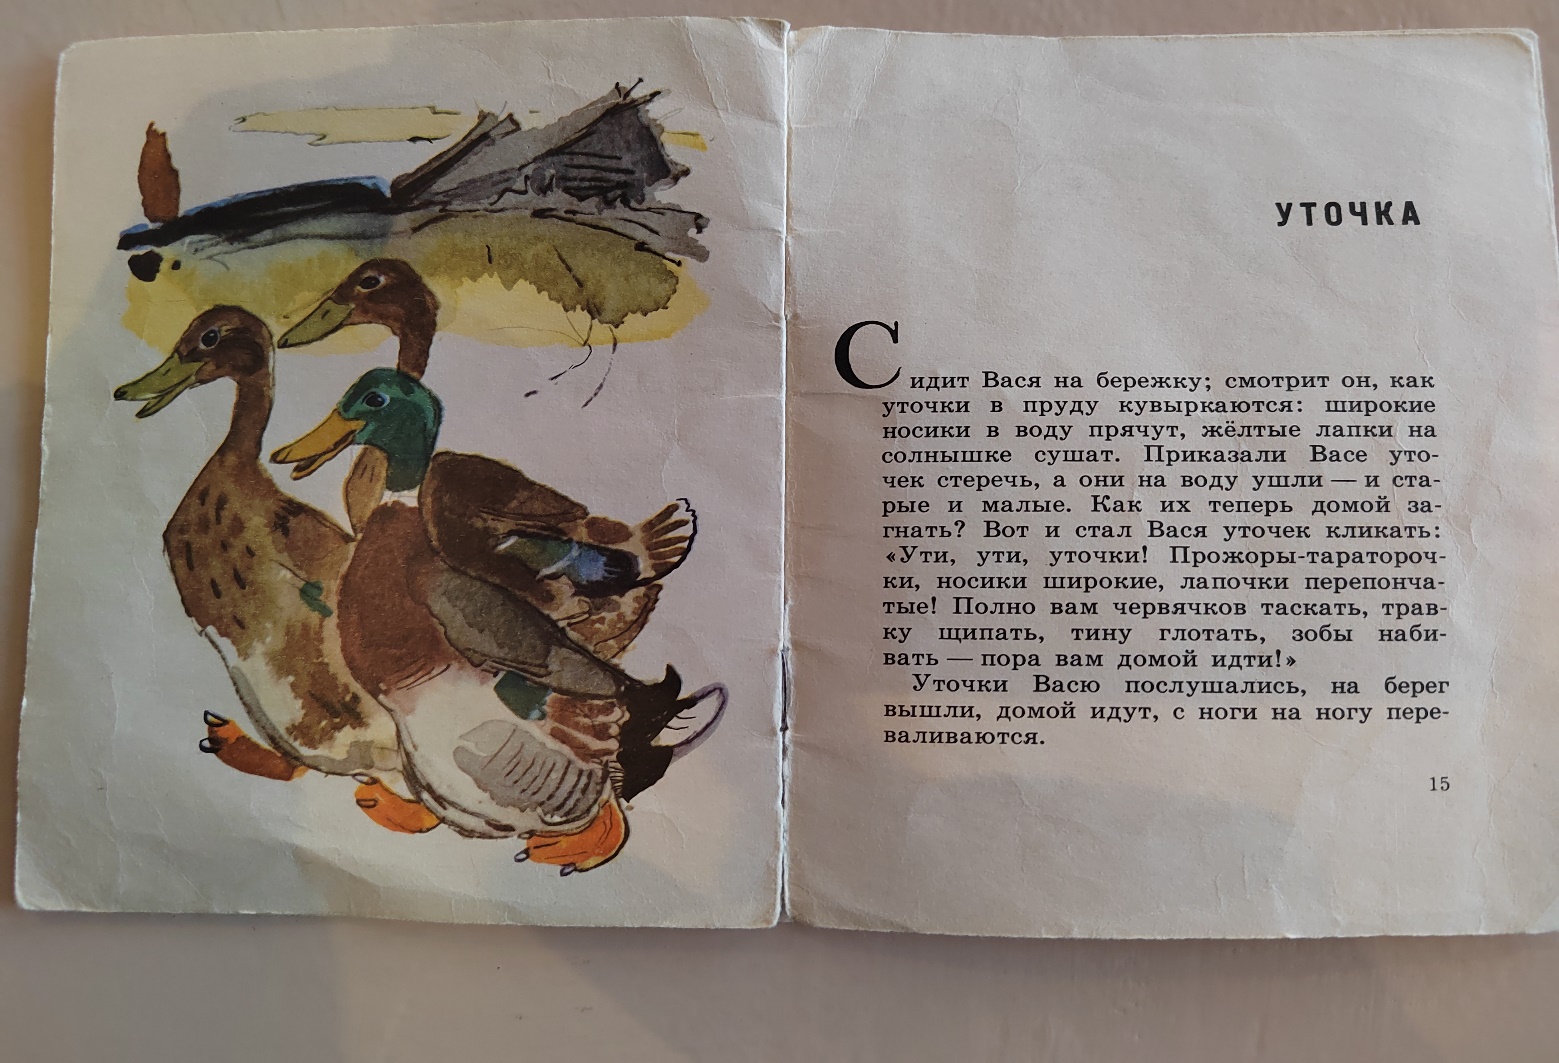 УТОЧКА
Сидит Вася на бережку; смотрит он, как
уточки в пруду кувыркаются: широкие
носики в воду прячут, жёлтые лапки на
солнышке сушат. Приказали Васе уто-
чек стеречь, а они на воду ушли — и ста-
рые и малые. Как их теперь домой за-
гнать? Вот и стал Вася уточек кликать:
«Ути, ути, уточки! Прожоры-тараторoч-
ки, носики широкие, лапочки перепонча-
тые! Полно вам червячков таскать, трав-
ку щипать, тину глотать, зобы наби-
вать — пора вам домой идти!»
Уточки Васю послушались, на берег
вышли, домой идут, с ноги на ногу пере-
валиваются.
15